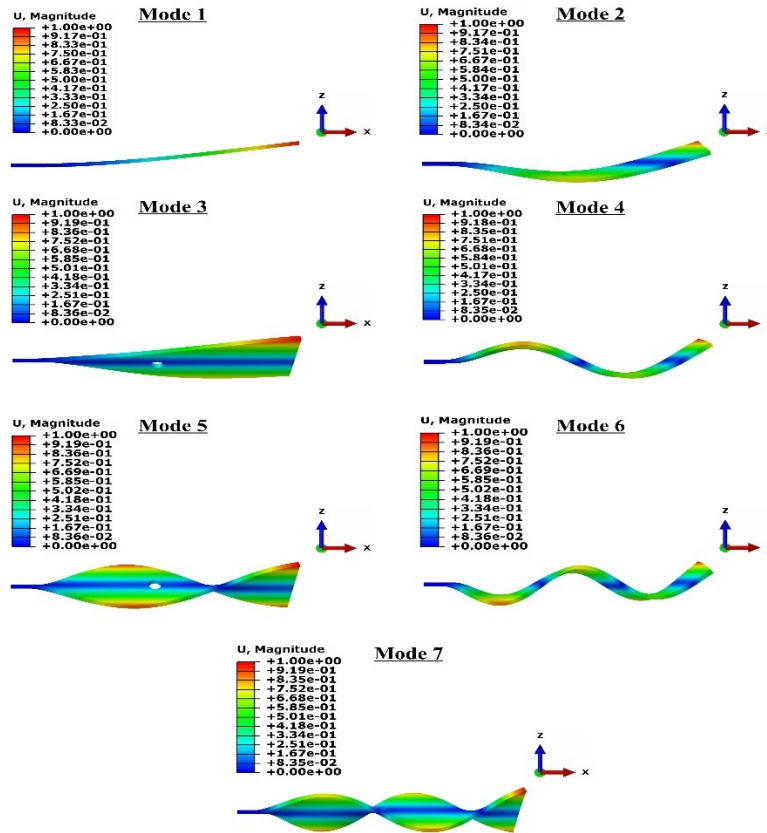 Mode 1
U, Magnitude
+1.00e+00
+9.17e-01
+8.33e-01
+7.50e-01
+6.67e-01
+5.83e-01
+5.00e-01
+4.17e-01
+3.33e-01
+2.50e-01
+1.67e-01
+8.33e-02
+0.00e+00
z
x
Mode 2
U, Magnitude
+1.00e+00
+9.17e-01
+8.34e-01
+7.50e-01
+6.67e-01
+5.84e-01
+5.00e-01
+4.17e-01
+3.34e-01
+2.50e-01
+1.67e-01
+8.34e-02
+0.00e+00
z
Mode 3
U, Magnitude
+1.00e+00
+9.19e-01
+8.36e-01
+7.52e-01
+6.68e-01
+5.85e-01
+5.01e-01
+4.18e-01
+3.34e-01
+2.51e-01
+1.67e-01
+8.36e-02
+0.00e+00
z
x
Mode 4
U, Magnitude
+1.00e+00
+9.18e-01
+8.35e-01
+7.51e-01
+6.68e-01
+5.84e-01
+5.01e-01
+4.17e-01
+3.34e-01
+2.50e-01
+1.67e-01
+8.35e-02
+0.00e+00
z
x
Mode 5
U, Magnitude
+1.00e+00
+9.19e-01
+8.36e-01
+7.52e-01
+6.69e-01
+5.85e-01
+5.02e-01
+4.18e-01
+3.34e-01
+2.51e-01
+1.67e-01
+8.36e-02
+0.00e+00
z
x
Mode 6
U, Magnitude
+1.00e+00
+9.19e-01
+8.36e-01
+7.52e-01
+6.69e-01
+5.85e-01
+5.02e-01
+4.18e-01
+3.34e-01
+2.51e-01
+1.67e-01
+8.36e-02
+0.00e+00
z
x
Mode 7
U, Magnitude
+1.00e+00
+9.19e-01
+8.35e-01
+7.52e-01
+6.68e-01
+5.85e-01
+5.01e-01
+4.18e-01
+3.34e-01
+2.51e-01
+1.67e-01
+8.35e-02
+0.00e+00
z
x